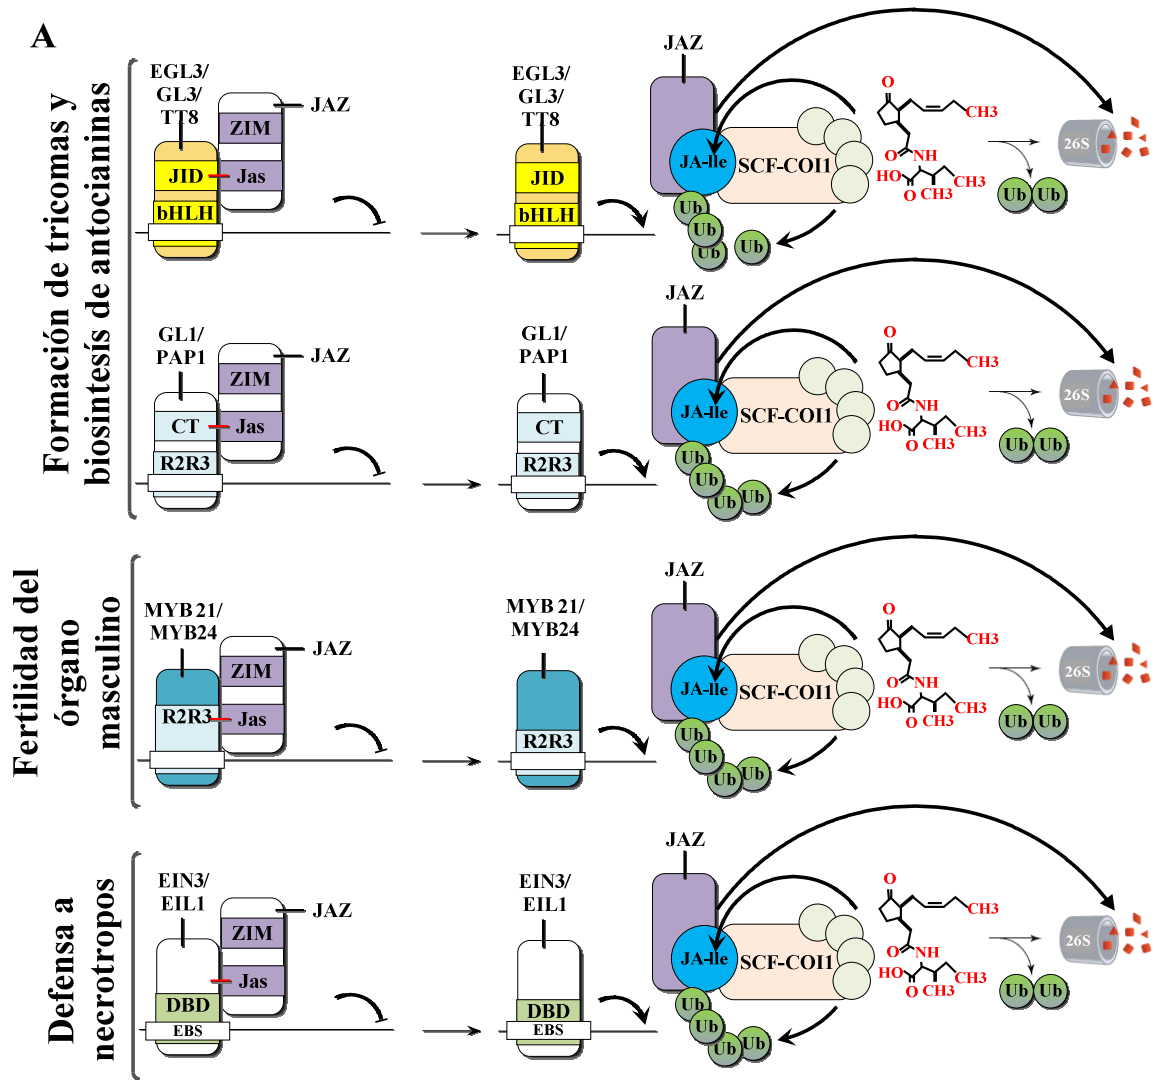 A
Formación de tricomas y
biosintesís de antocianinas
EGL3/
GL3/
TT8
JAZ
ZIM
JID
Jas
bHLH
EGL3/
GL3/
TT8
JID
bHLH
JAZ
JA-Ile
SCF-COI1
Ub
Ub
Ub
Ub
O
CH3
O
NH
HO
O
CH3
CH3
26S
Ub
Ub
GL1/
PAP1
JAZ
ZIM
CT
Jas
R2R3
GL1/
PAP1
CT
R2R3
JAZ
JA-Ile
SCF-COI1
Ub
Ub
Ub
Ub
O
CH3
O
NH
HO
O
CH3
CH3
26S
Ub
Ub
Fertilidad del
órgano
masculino
MYB 21/
MYB24
JAZ
ZIM
R2R3
Jas
MYB 21/
MYB24
R2R3
JAZ
JA-Ile
SCF-COI1
Ub
Ub
Ub
Ub
O
CH3
O
NH
HO
O
CH3
CH3
26S
Ub
Ub
Defensa a
necrotropos
EIN3/
EIL1
JAZ
ZIM
Jas
DBD
EBS
EIN3/
EIL1
DBD
EBS
JAZ
JA-Ile
SCF-COI1
Ub
Ub
Ub
Ub
O
CH3
O
NH
HO
O
CH3
CH3
26S
Ub
Ub